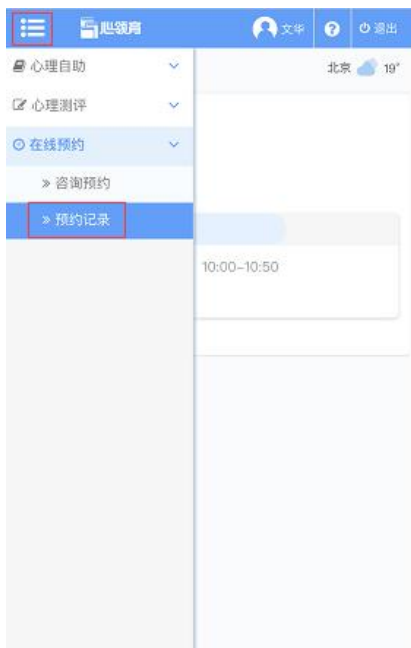 心领育 文华 ? 退出
心理自助
北京 19°
心理测评
在线预约
» 咨询预约
» 预约记录
10:00-10:50